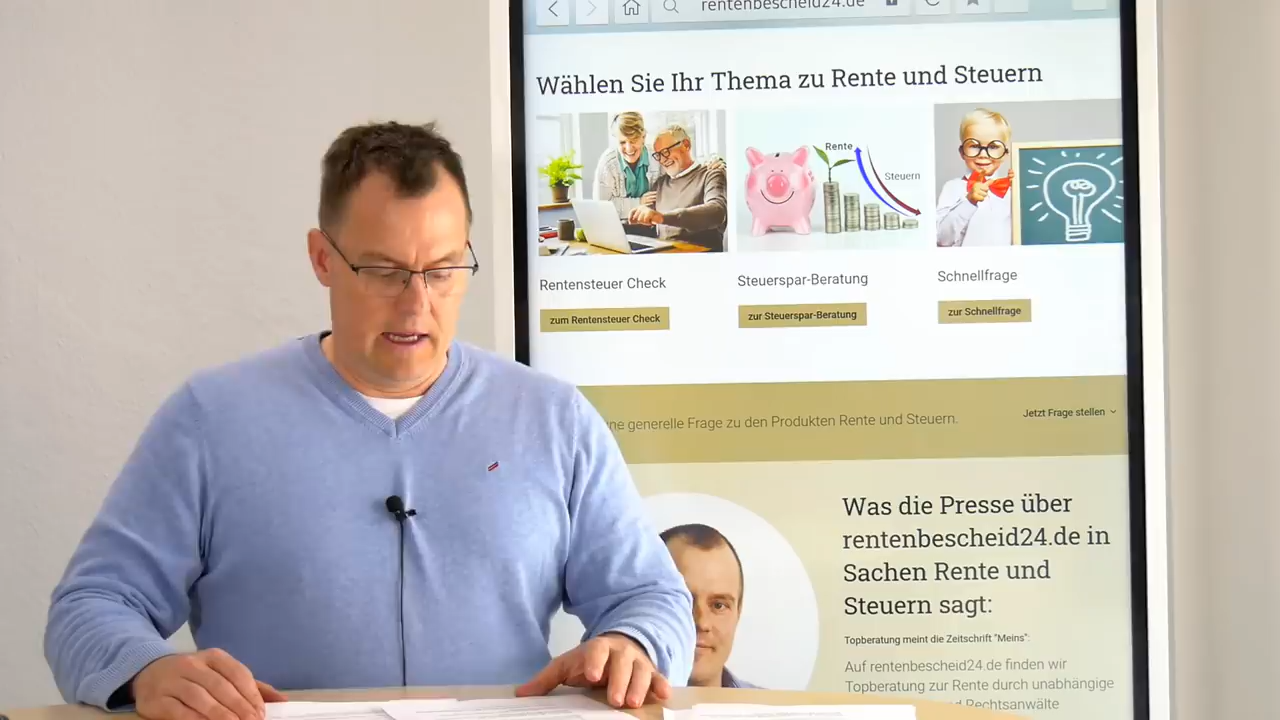 rentenbescheid24.de
Wählen Sie Ihr Thema zu Rente und Steuern
Rente
Steuern
Rentensteuer Check
Steuerspar-Beratung
Schnellfrage
zum Rentensteuer Check
zur Steuerspar-Beratung
zur Schnellfrage
generelle Frage zu den Produkten Rente und Steuern.
Jetzt Frage stellen
Was die Presse über
rentenbescheid24.de in
Sachen Rente und
Steuern sagt:
Topberatung meint die Zeitschrift "Meins":
Auf rentenbescheid24.de finden wir
Topberatung zur Rente durch unabhängige
Rechtsanwälte